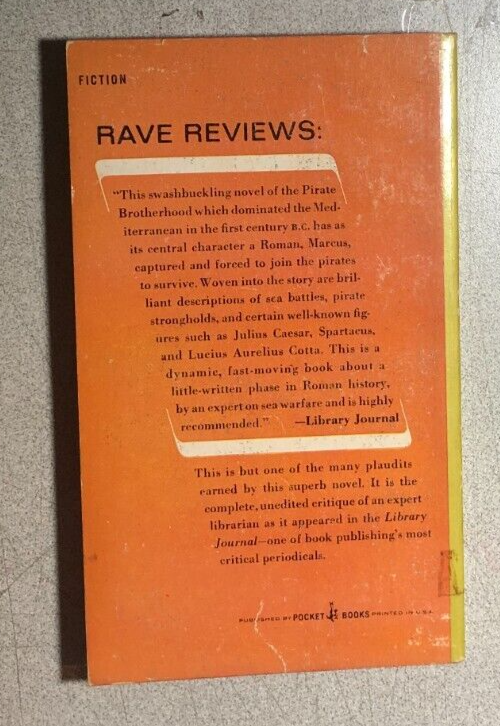 FICTION
RAVE REVIEWS:
"This swashbuckling novel of the Pirate
Brotherhood which dominated the Med-
iterranean in the first century B.C. has as
its central character a Roman, Marcus,
captured and forced to join the pirates
to survive. Woven into the story are bril-
liant descriptions of sea battles, pirate
strongholds, and certain well-known fig-
ures such as Julius Caesar, Spartacus,
and Lucius Aurelius Cotta. This is a
dynamic, fast-moving book about a
little-written phase in Roman history,
by an expert on sea warfare and is highly
recommended." —Library Journal
This is but one of the many plaudits
earned by this superb novel. It is the
complete, unedited critique of an expert
librarian as it appeared in the Library
Journal—one of book publishing's most
critical periodicals.
PUBLISHED BY POCKET BOOKS PRINTED IN U.S.A.